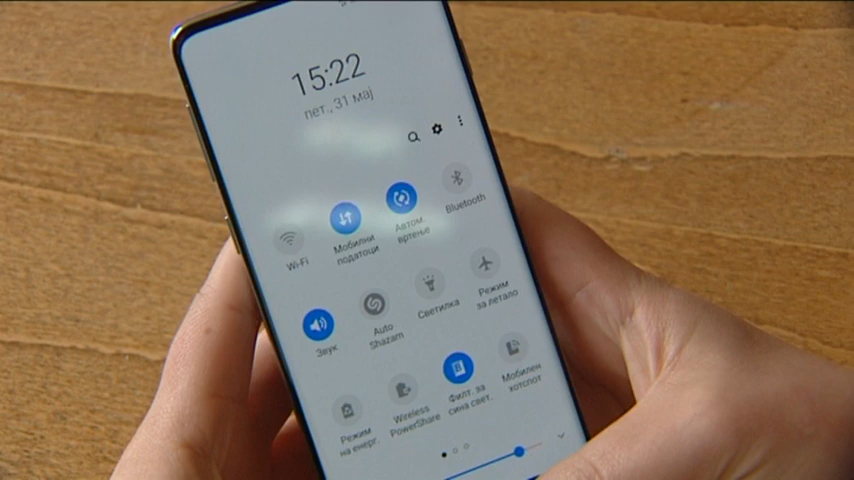 15:22
пет., 31 мај
Wi-Fi
Мобилни
податоци
Автом.
вртење
Bluetooth
Звук
Auto
Shazam
Светилка
Режим
за летало
Режим
на енерг.
Wireless
PowerShare
Филт. за
сина свет.
Мобилен
хотспот